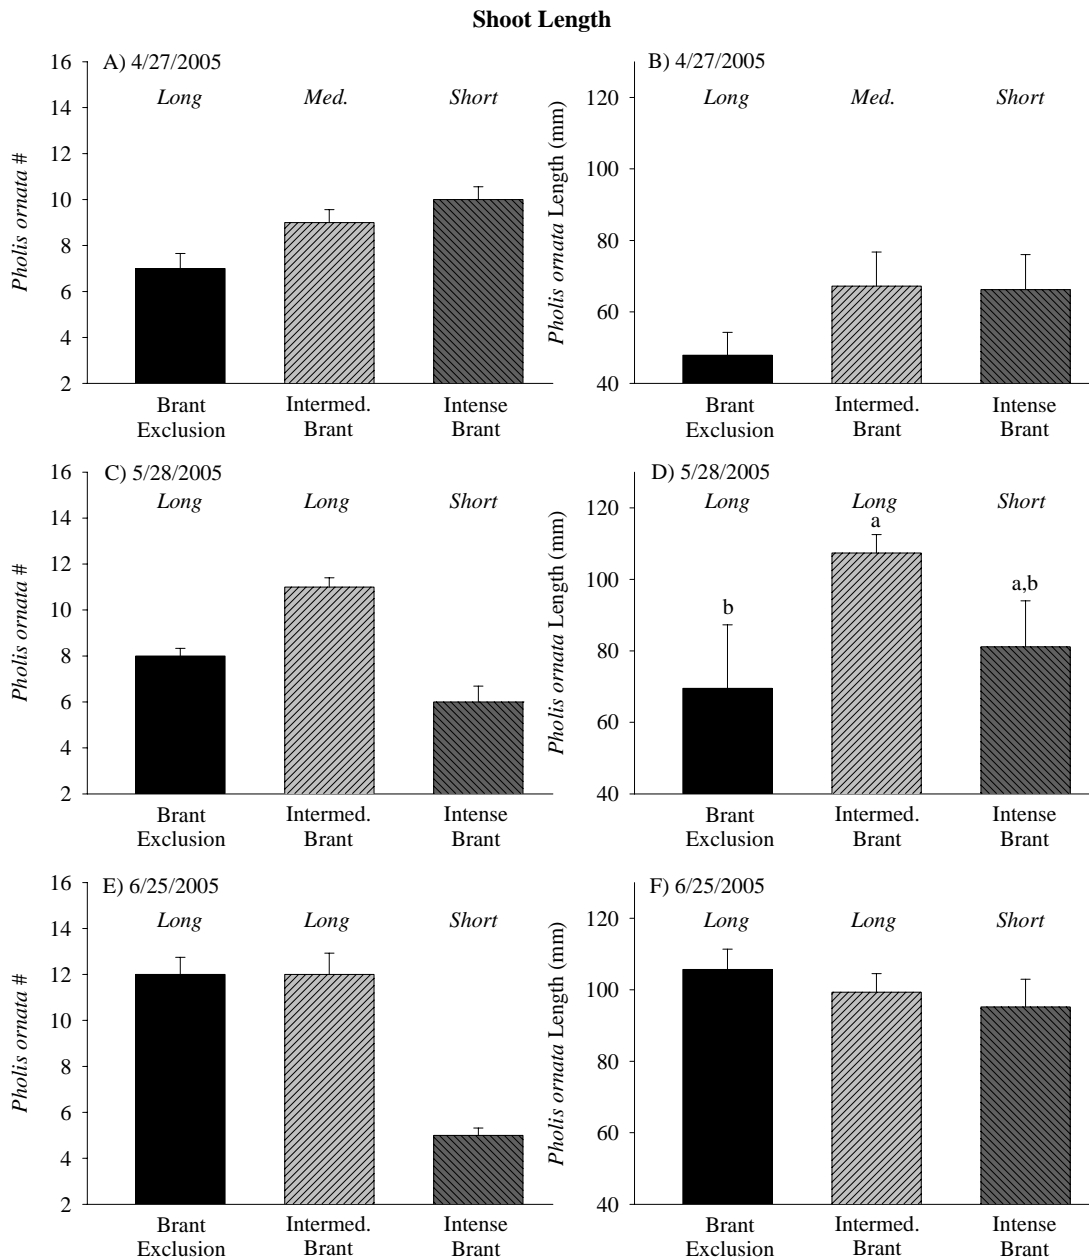 Shoot Length
A) 4/27/2005
Long Med. Short
Pholis ornata #
16
14
12
10
8
6
4
2
Brant Intermed. Intense
Exclusion Brant Brant
B) 4/27/2005
Long Med. Short
Pholis ornata Length (mm)
120
100
80
60
40
Brant Intermed. Intense
Exclusion Brant Brant
C) 5/28/2005
Long Long Short
Pholis ornata #
16
14
12
10
8
6
4
2
Brant Intermed. Intense
Exclusion Brant Brant
D) 5/28/2005
Long Long Short
a
a,b
b
Pholis ornata Length (mm)
120
100
80
60
40
Brant Intermed. Intense
Exclusion Brant Brant
E) 6/25/2005
Long Long Short
Pholis ornata #
16
14
12
10
8
6
4
2
Brant Intermed. Intense
Exclusion Brant Brant
F) 6/25/2005
Long Long Short
Pholis ornata Length (mm)
120
100
80
60
40
Brant Intermed. Intense
Exclusion Brant Brant